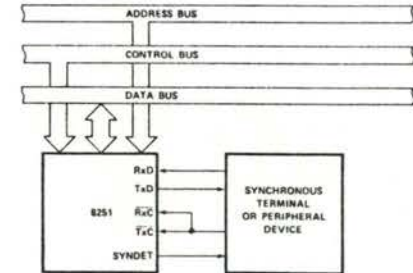 ADDRESS BUS
CONTROL BUS
DATA BUS
8251
RxD
TxD
RxC
TxC
SYNDET
SYNCHRONOUS
TERMINAL
OR PERIPHERAL
DEVICE